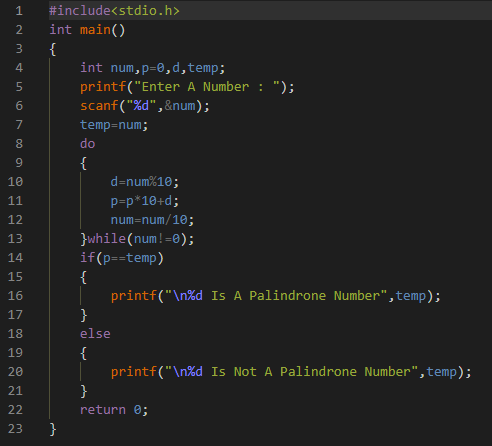 1 #include<stdio.h>
2 int main()
3 {
4     int num,p=0,d,temp;
5     printf("Enter A Number : ");
6     scanf("%d",&num);
7     temp=num;
8     do
9     {
10         d=num%10;
11         p=p*10+d;
12         num=num/10;
13     }while(num!=0);
14     if(p==temp)
15     {
16         printf("\n%d Is A Palindrone Number",temp);
17     }
18     else
19     {
20         printf("\n%d Is Not A Palindrone Number",temp);
21     }
22     return 0;
23 }